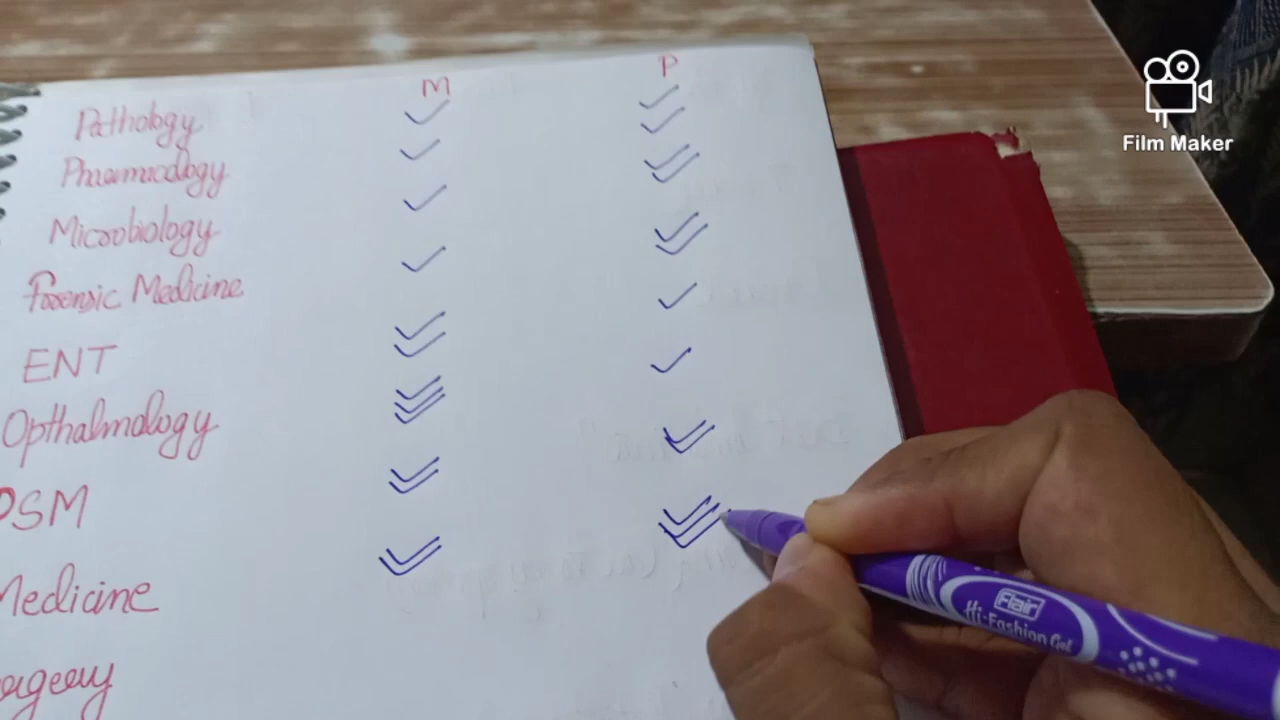 M P
Pathology
Pharmacology
Microbiology
Forensic Medicine
ENT
Opthalmology
PSM
Medicine
Film Maker
Flair
Hi-Fashion Gel